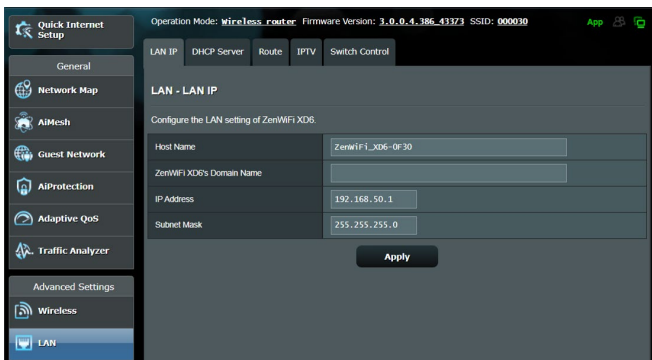 Quick Internet
Setup
Operation Mode: Wireless router Firmware Version: 3.0.0.4.386_43373 SSID: 000030
App
General
Network Map
AiMesh
Guest Network
AiProtection
Adaptive QoS
Traffic Analyzer
Advanced Settings
Wireless
LAN
LAN IP DHCP Server Route IPTV Switch Control
LAN - LAN IP
Configure the LAN setting of ZenWiFi XD6.
Host Name ZenWiFi_XD6-0F30
ZenWiFi XD6's Domain Name
IP Address 192.168.50.1
Subnet Mask 255.255.255.0
Apply